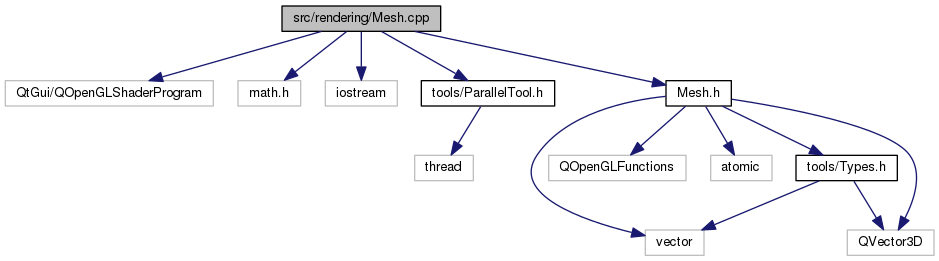 src/rendering/Mesh.cpp
QtGui/QOpenGLShaderProgram
math.h
iostream
tools/ParallelTool.h
Mesh.h
thread
QOpenGLFunctions
atomic
tools/Types.h
vector
QVector3D